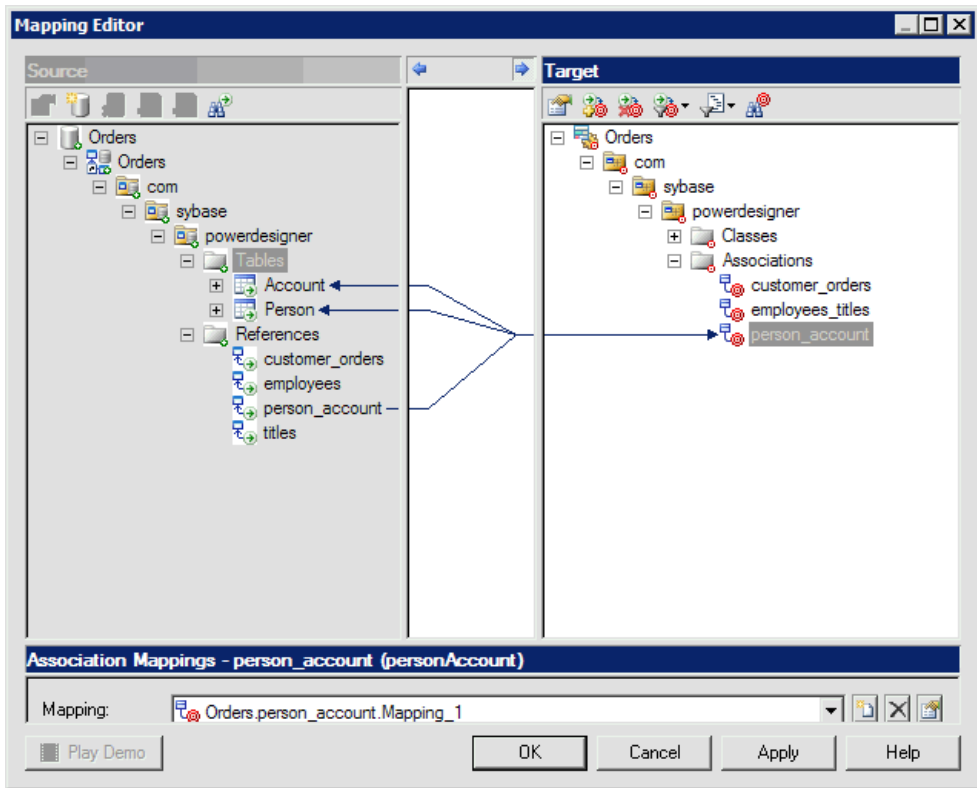 Mapping Editor
Source
Target
Orders
Orders
com
sybase
powerdesigner
Tables
Account
Person
References
customer_orders
employees
person_account
titles
Orders
com
sybase
powerdesigner
Classes
Associations
customer_orders
employees_titles
person_account
Association Mappings - person_account (personAccount)
Mapping: Orders.person_account.Mapping_1
Play Demo OK Cancel Apply Help